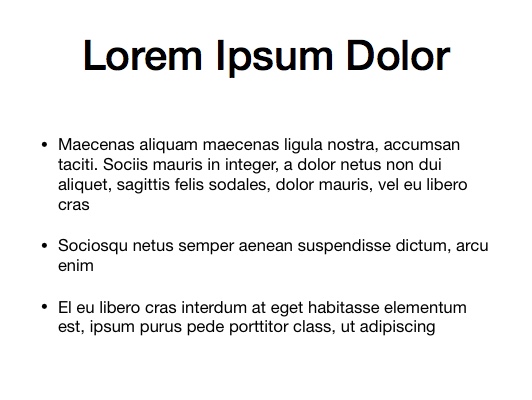 Lorem Ipsum Dolor
• Maecenas aliquam maecenas ligula nostra, accumsan
taciti. Sociis mauris in integer, a dolor netus non dui
aliquet, sagittis felis sodales, dolor mauris, vel eu libero
cras
• Sociosqu netus semper aenean suspendisse dictum, arcu
enim
• El eu libero cras interdum at eget habitasse elementum
est, ipsum purus pede porttitor class, ut adipiscing